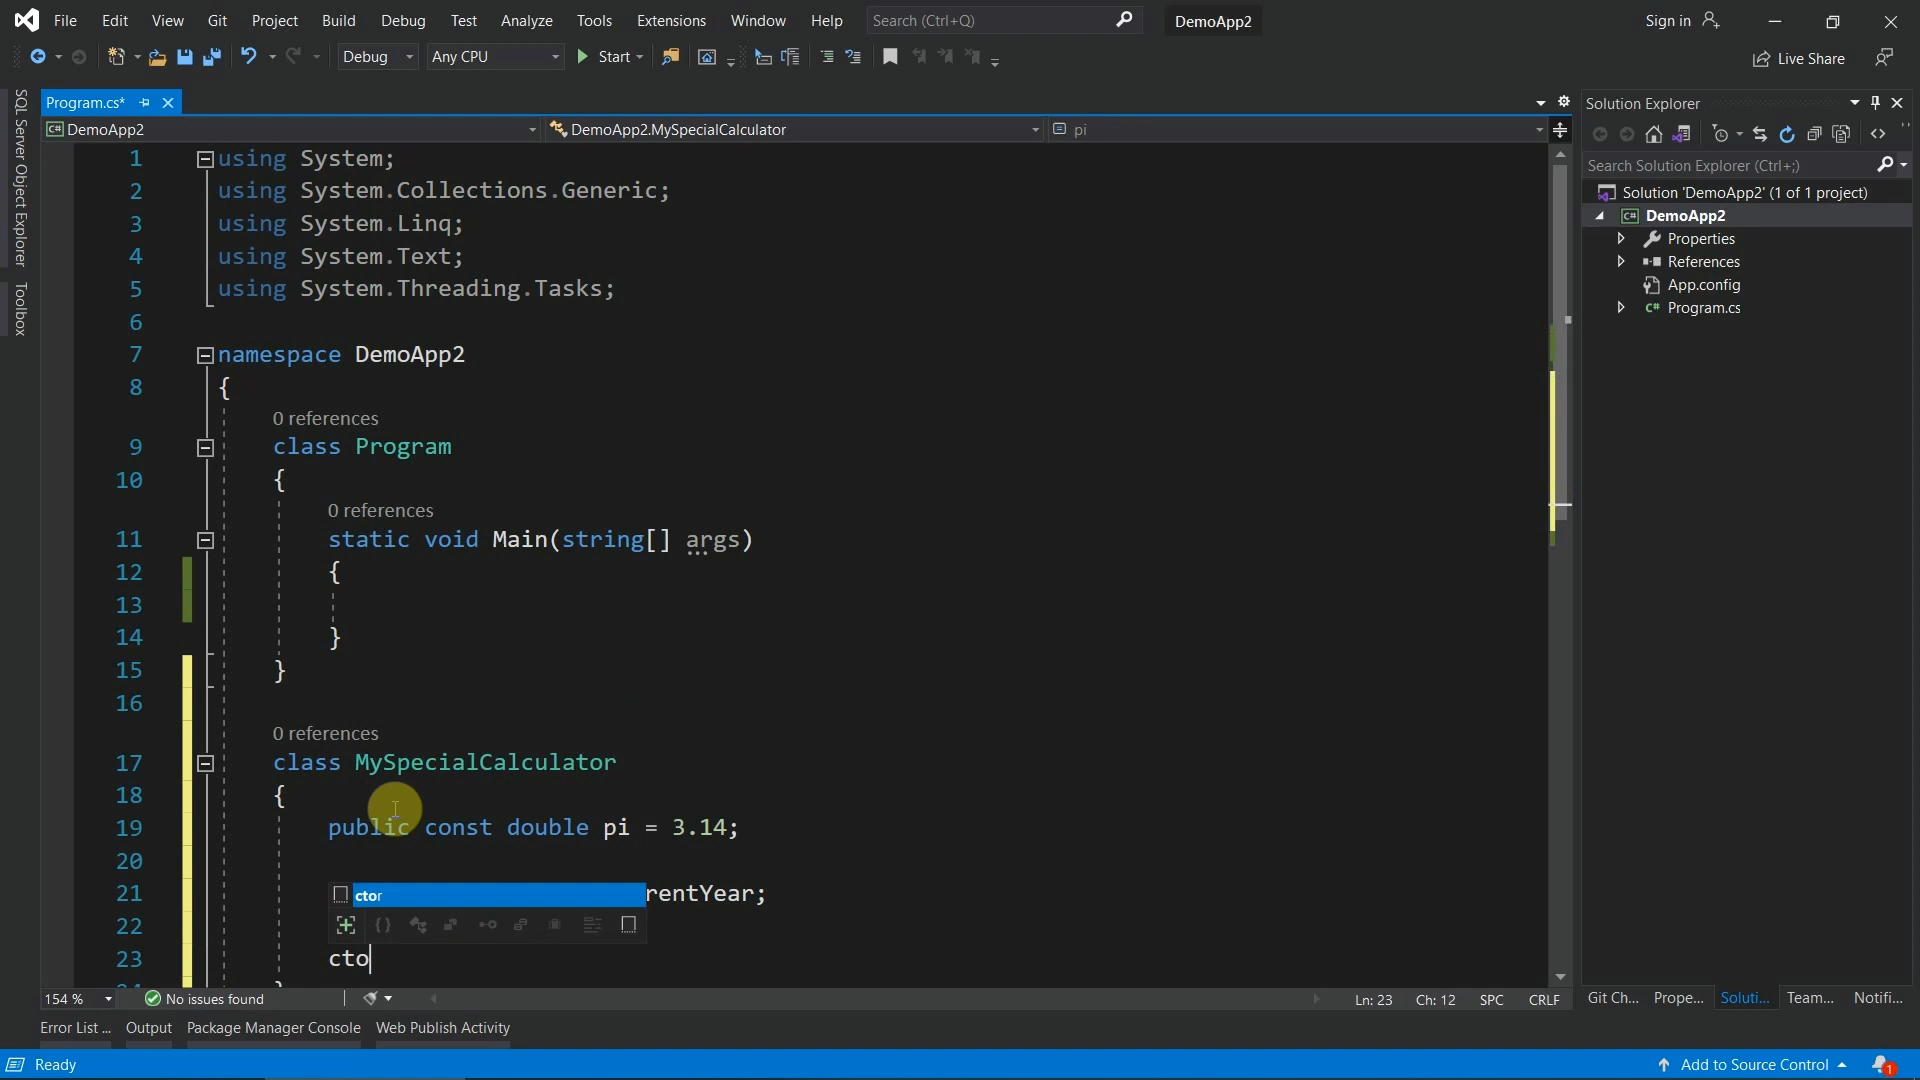 File Edit View Git Project Build Debug Test Analyze Tools Extensions Window Help Search (Ctrl+Q) DemoApp2 Sign in
Debug Any CPU Start Live Share
SQL Server Object Explorer
Toolbox
Program.cs*
DemoApp2 DemoApp2.MySpecialCalculator pi
1 using System;
2 using System.Collections.Generic;
3 using System.Linq;
4 using System.Text;
5 using System.Threading.Tasks;
6
7 namespace DemoApp2
8 {
0 references
9 class Program
10 {
0 references
11 static void Main(string[] args)
12 {
13
14 }
15 }
16
0 references
17 class MySpecialCalculator
18 {
19 public const double pi = 3.14;
20
21 rentYear;
22
23 cto
}
ctor
154 % No issues found Ln: 23 Ch: 12 SPC CRLF
Solution Explorer
Search Solution Explorer (Ctrl+;)
Solution 'DemoApp2' (1 of 1 project)
C# DemoApp2
Properties
References
App.config
C# Program.cs
Git Ch... Prope... Soluti... Team... Notifi...
Error List ... Output Package Manager Console Web Publish Activity
Ready Add to Source Control 1